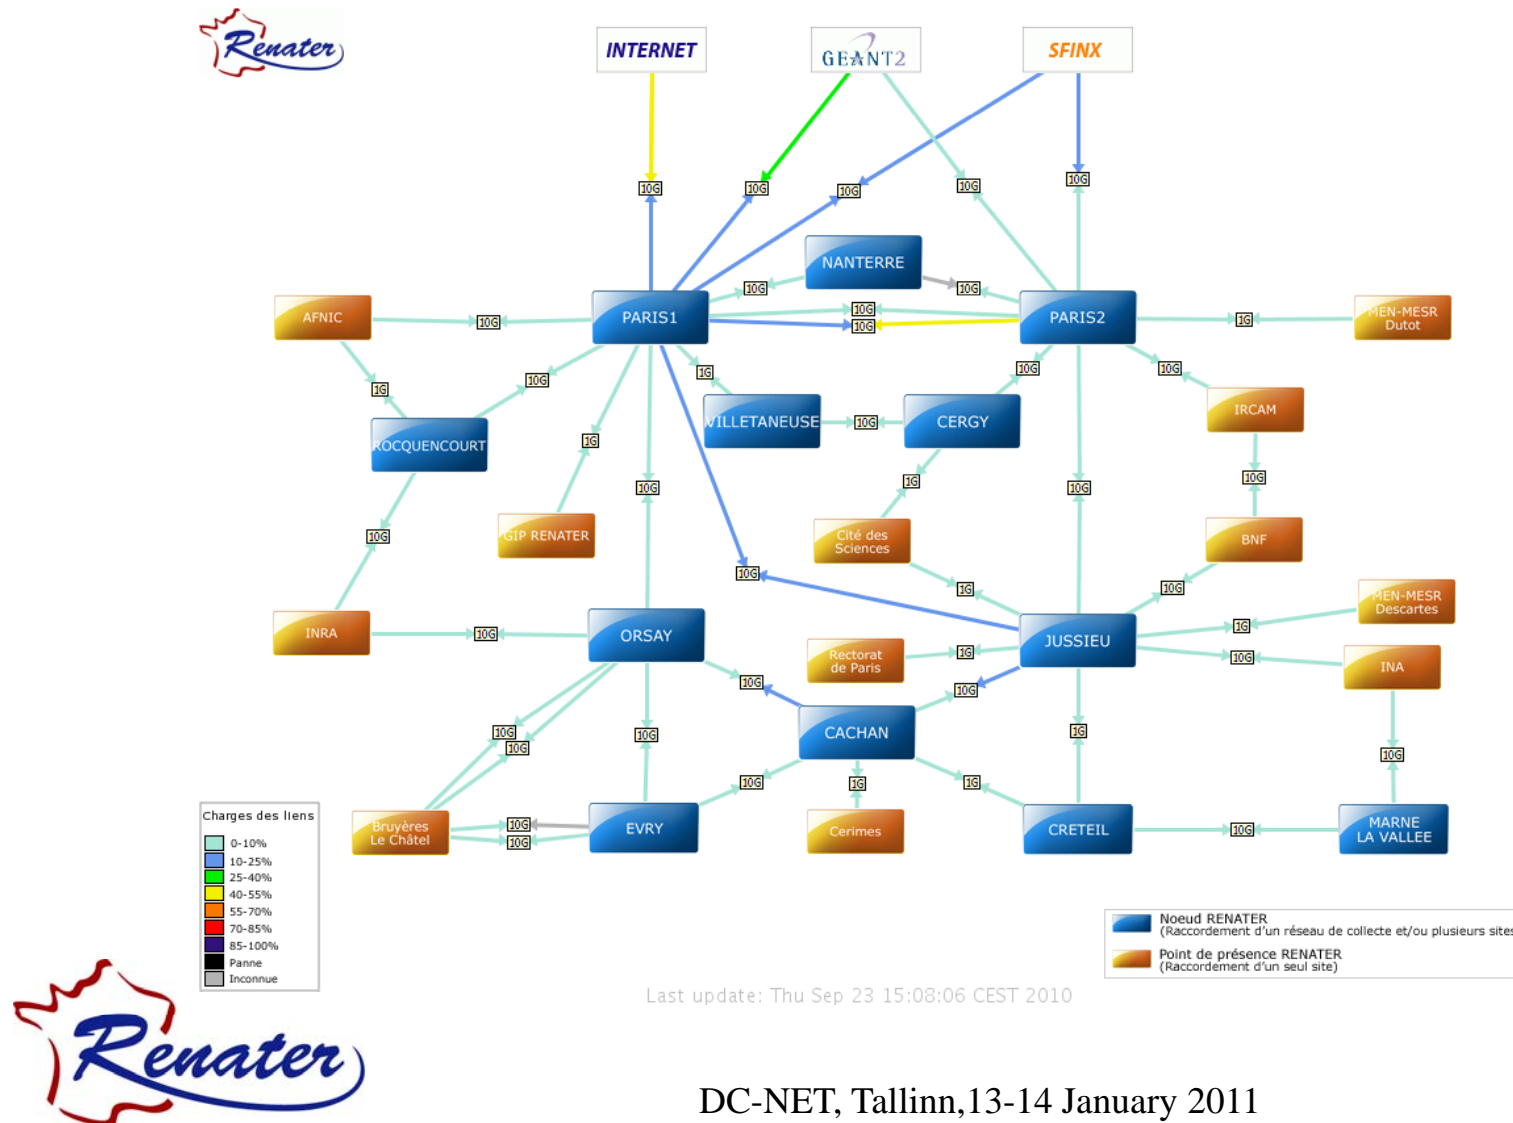 Renater
INTERNET
GEANT2
SFINX
10G
10G
10G
10G
10G
NANTERRE
10G
10G
AFNIC
PARIS1
PARIS2
MEN-MESR
Dutot
10G
10G
10G
1G
10G
1G
10G
10G
1G
IRCAM
ROCQUENCOURT
VILLETANEUSE
10G
CERGY
1G
10G
1G
10G
10G
10G
GIP RENATER
Cité des
Sciences
BNF
10G
1G
10G
MEN-MESR
Descartes
INRA
10G
ORSAY
JUSSIEU
1G
Rectorat
de Paris
1G
10G
INA
10G
10G
CACHAN
10G
10G
10G
1G
10G
10G
1G
1G
Charges des liens
0-10%
10-25%
25-40%
40-55%
55-70%
70-85%
85-100%
Panne
Inconnue
Bruyères
Le Châtel
10G
10G
EVRY
Cerimes
CRETEIL
10G
MARNE
LA VALLEE
Noeud RENATER
(Raccordement d'un réseau de collecte et/ou plusieurs sites
Point de présence RENATER
(Raccordement d'un seul site)
Last update: Thu Sep 23 15:08:06 CEST 2010
Renater
DC-NET, Tallinn,13-14 January 2011